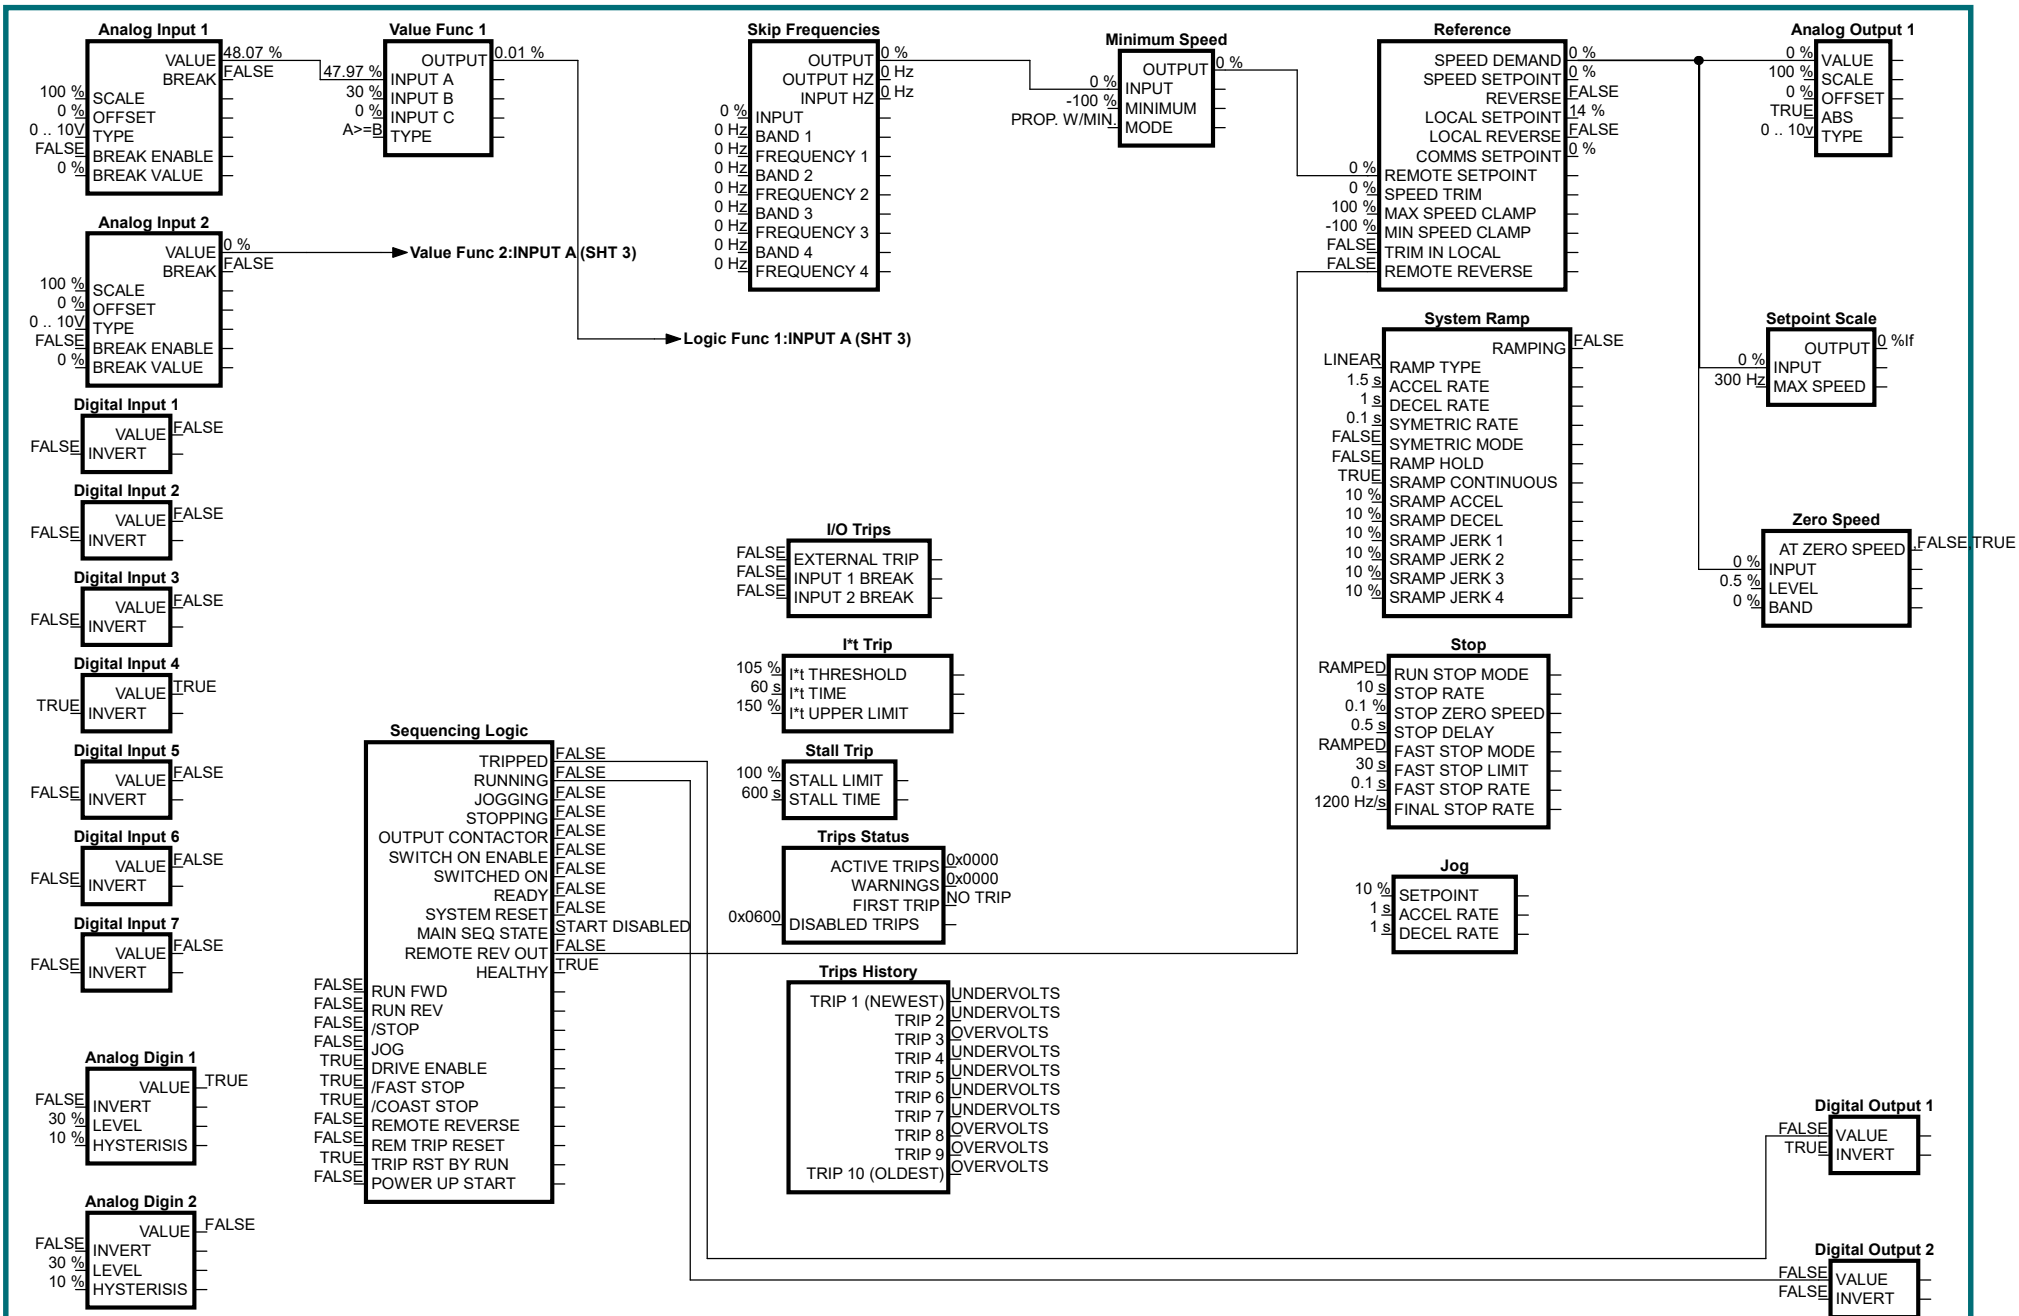 Analog Input 1
VALUE 48.07 %
BREAK FALSE
100 % SCALE
0 % OFFSET
0 .. 10V TYPE
FALSE BREAK ENABLE
0 % BREAK VALUE
Value Func 1
OUTPUT 0.01 %
47.97 % INPUT A
30 % INPUT B
0 % INPUT C
A>=B TYPE
Analog Input 2
VALUE 0 %
BREAK FALSE
100 % SCALE
0 % OFFSET
0 .. 10V TYPE
FALSE BREAK ENABLE
0 % BREAK VALUE
Value Func 2:INPUT A (SHT 3)
Logic Func 1:INPUT A (SHT 3)
Digital Input 1
VALUE FALSE
FALSE INVERT
Digital Input 2
VALUE FALSE
FALSE INVERT
Digital Input 3
VALUE FALSE
FALSE INVERT
Digital Input 4
VALUE TRUE
TRUE INVERT
Digital Input 5
VALUE FALSE
FALSE INVERT
Digital Input 6
VALUE FALSE
FALSE INVERT
Digital Input 7
VALUE FALSE
FALSE INVERT
Analog Digin 1
VALUE TRUE
FALSE INVERT
30 % LEVEL
10 % HYSTERISIS
Analog Digin 2
VALUE FALSE
FALSE INVERT
30 % LEVEL
10 % HYSTERISIS
Sequencing Logic
TRIPPED FALSE
RUNNING FALSE
JOGGING FALSE
STOPPING FALSE
OUTPUT CONTACTOR FALSE
SWITCH ON ENABLE FALSE
SWITCHED ON FALSE
READY FALSE
SYSTEM RESET FALSE
MAIN SEQ STATE START DISABLED
REMOTE REV OUT FALSE
HEALTHY TRUE
FALSE RUN FWD
FALSE RUN REV
FALSE /STOP
FALSE JOG
TRUE DRIVE ENABLE
TRUE /FAST STOP
TRUE /COAST STOP
FALSE REMOTE REVERSE
FALSE REM TRIP RESET
TRUE TRIP RST BY RUN
FALSE POWER UP START
Skip Frequencies
OUTPUT 0 %
OUTPUT HZ 0 Hz
INPUT HZ 0 Hz
0 % INPUT
0 Hz BAND 1
0 Hz FREQUENCY 1
0 Hz BAND 2
0 Hz FREQUENCY 2
0 Hz BAND 3
0 Hz FREQUENCY 3
0 Hz BAND 4
0 Hz FREQUENCY 4
Minimum Speed
OUTPUT 0 %
0 % INPUT
-100 % MINIMUM
PROP. W/MIN. MODE
I/O Trips
FALSE EXTERNAL TRIP
FALSE INPUT 1 BREAK
FALSE INPUT 2 BREAK
I*t Trip
105 % I*t THRESHOLD
60 s I*t TIME
150 % I*t UPPER LIMIT
Stall Trip
100 % STALL LIMIT
600 s STALL TIME
Trips Status
ACTIVE TRIPS 0x0000
WARNINGS 0x0000
FIRST TRIP NO TRIP
0x0600 DISABLED TRIPS
Trips History
TRIP 1 (NEWEST) UNDERVOLTS
TRIP 2 UNDERVOLTS
TRIP 3 OVERVOLTS
TRIP 4 UNDERVOLTS
TRIP 5 UNDERVOLTS
TRIP 6 UNDERVOLTS
TRIP 7 UNDERVOLTS
TRIP 8 OVERVOLTS
TRIP 9 OVERVOLTS
TRIP 10 (OLDEST) OVERVOLTS
Reference
SPEED DEMAND 0 %
SPEED SETPOINT 0 %
REVERSE FALSE
LOCAL SETPOINT 14 %
LOCAL REVERSE FALSE
COMMS SETPOINT 0 %
0 % REMOTE SETPOINT
0 % SPEED TRIM
100 % MAX SPEED CLAMP
-100 % MIN SPEED CLAMP
FALSE TRIM IN LOCAL
FALSE REMOTE REVERSE
System Ramp
RAMPING FALSE
LINEAR RAMP TYPE
1.5 s ACCEL RATE
1 s DECEL RATE
0.1 s SYMETRIC RATE
FALSE SYMETRIC MODE
FALSE RAMP HOLD
TRUE SRAMP CONTINUOUS
10 % SRAMP ACCEL
10 % SRAMP DECEL
10 % SRAMP JERK 1
10 % SRAMP JERK 2
10 % SRAMP JERK 3
10 % SRAMP JERK 4
Stop
RAMPED RUN STOP MODE
10 s STOP RATE
0.1 % STOP ZERO SPEED
0.5 s STOP DELAY
RAMPED FAST STOP MODE
30 s FAST STOP LIMIT
0.1 s FAST STOP RATE
1200 Hz/s FINAL STOP RATE
Jog
10 % SETPOINT
1 s ACCEL RATE
1 s DECEL RATE
Analog Output 1
0 % VALUE
100 % SCALE
0 % OFFSET
TRUE ABS
0 .. 10v TYPE
Setpoint Scale
OUTPUT 0 %lf
0 % INPUT
300 Hz MAX SPEED
Zero Speed
AT ZERO SPEED ,FALSE,TRUE
0 % INPUT
0.5 % LEVEL
0 % BAND
Digital Output 1
FALSE VALUE
TRUE INVERT
Digital Output 2
FALSE VALUE
FALSE INVERT